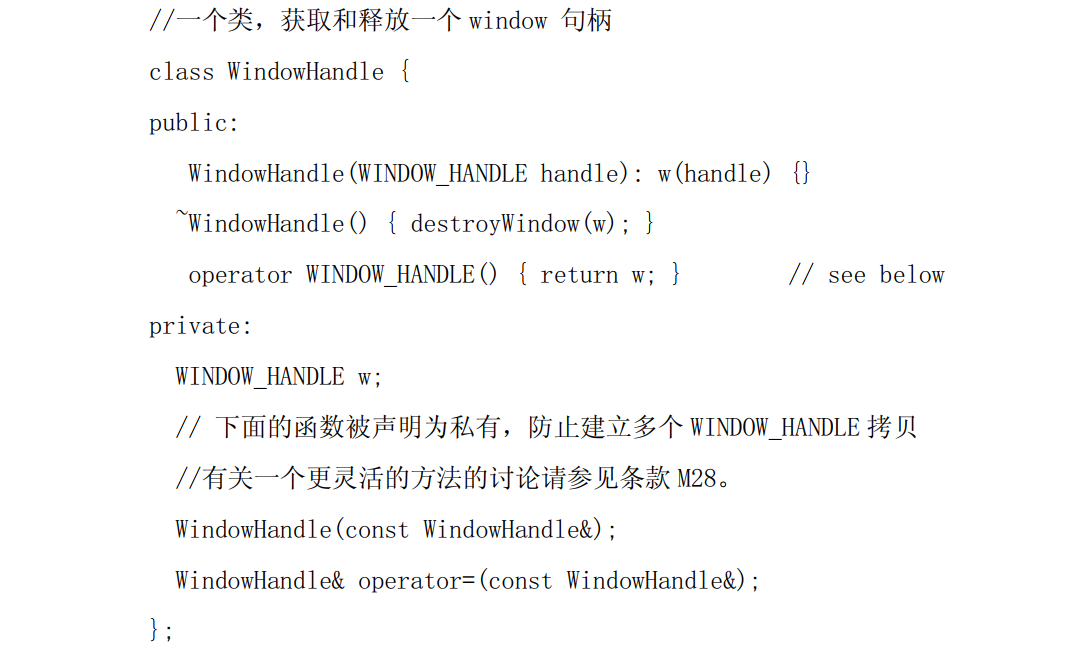 //一个类，获取和释放一个 window 句柄
class WindowHandle {
public:
   WindowHandle(WINDOW_HANDLE handle): w(handle) {}
  ~WindowHandle() { destroyWindow(w); }
   operator WINDOW_HANDLE() { return w; }        // see below
private:
  WINDOW_HANDLE w;
  // 下面的函数被声明为私有，防止建立多个 WINDOW_HANDLE 拷贝
  //有关一个更灵活的方法的讨论请参见条款 M28。
  WindowHandle(const WindowHandle&);
  WindowHandle& operator=(const WindowHandle&);
};